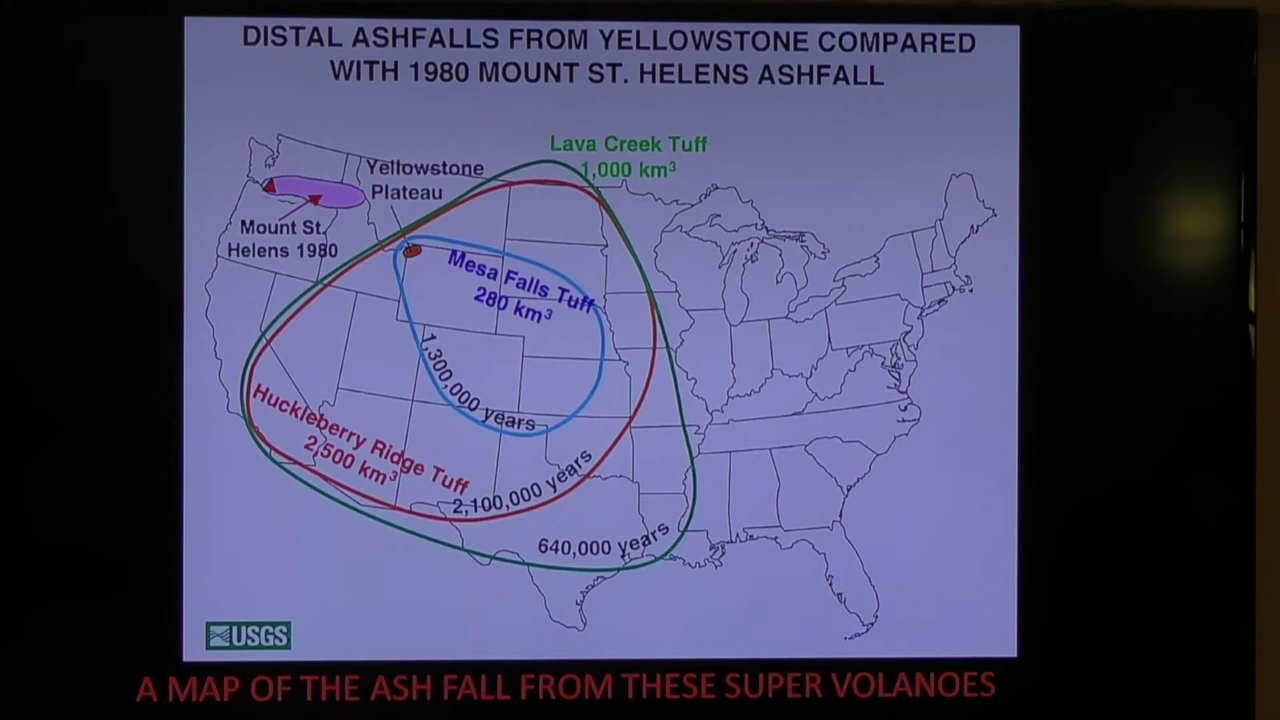 DISTAL ASHFALLS FROM YELLOWSTONE COMPARED
WITH 1980 MOUNT ST. HELENS ASHFALL
Lava Creek Tuff
1,000 km³
Yellowstone
Plateau
Mount St.
Helens 1980
Mesa Falls Tuff
280 km³
1,300,000 years
Huckleberry Ridge Tuff
2,500 km³
2,100,000 years
640,000 years
USGS
A MAP OF THE ASH FALL FROM THESE SUPER VOLANOES